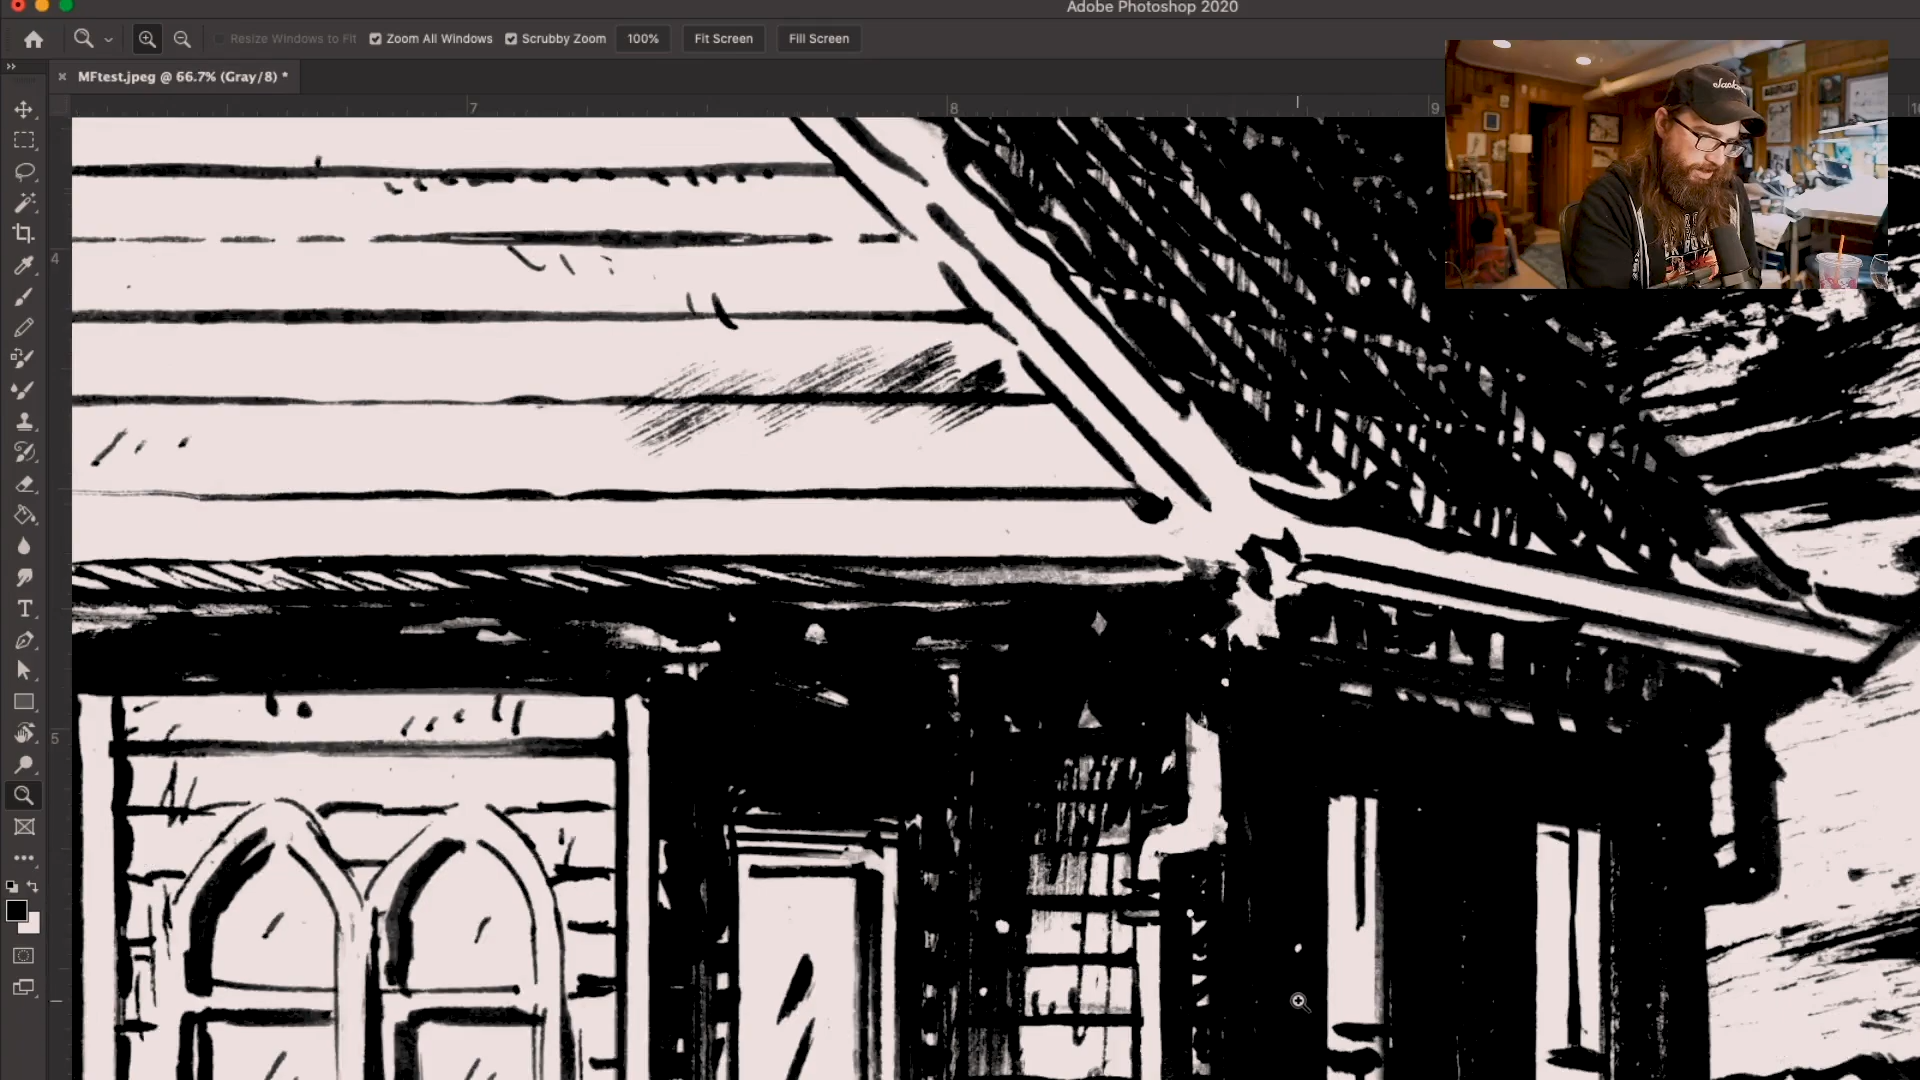 Adobe Photoshop 2020
Resize Windows to Fit Zoom All Windows Scrubby Zoom 100% Fit Screen Fill Screen
MFtest.jpeg @ 66.7% (Gray/8) *
7 8 9
4
5